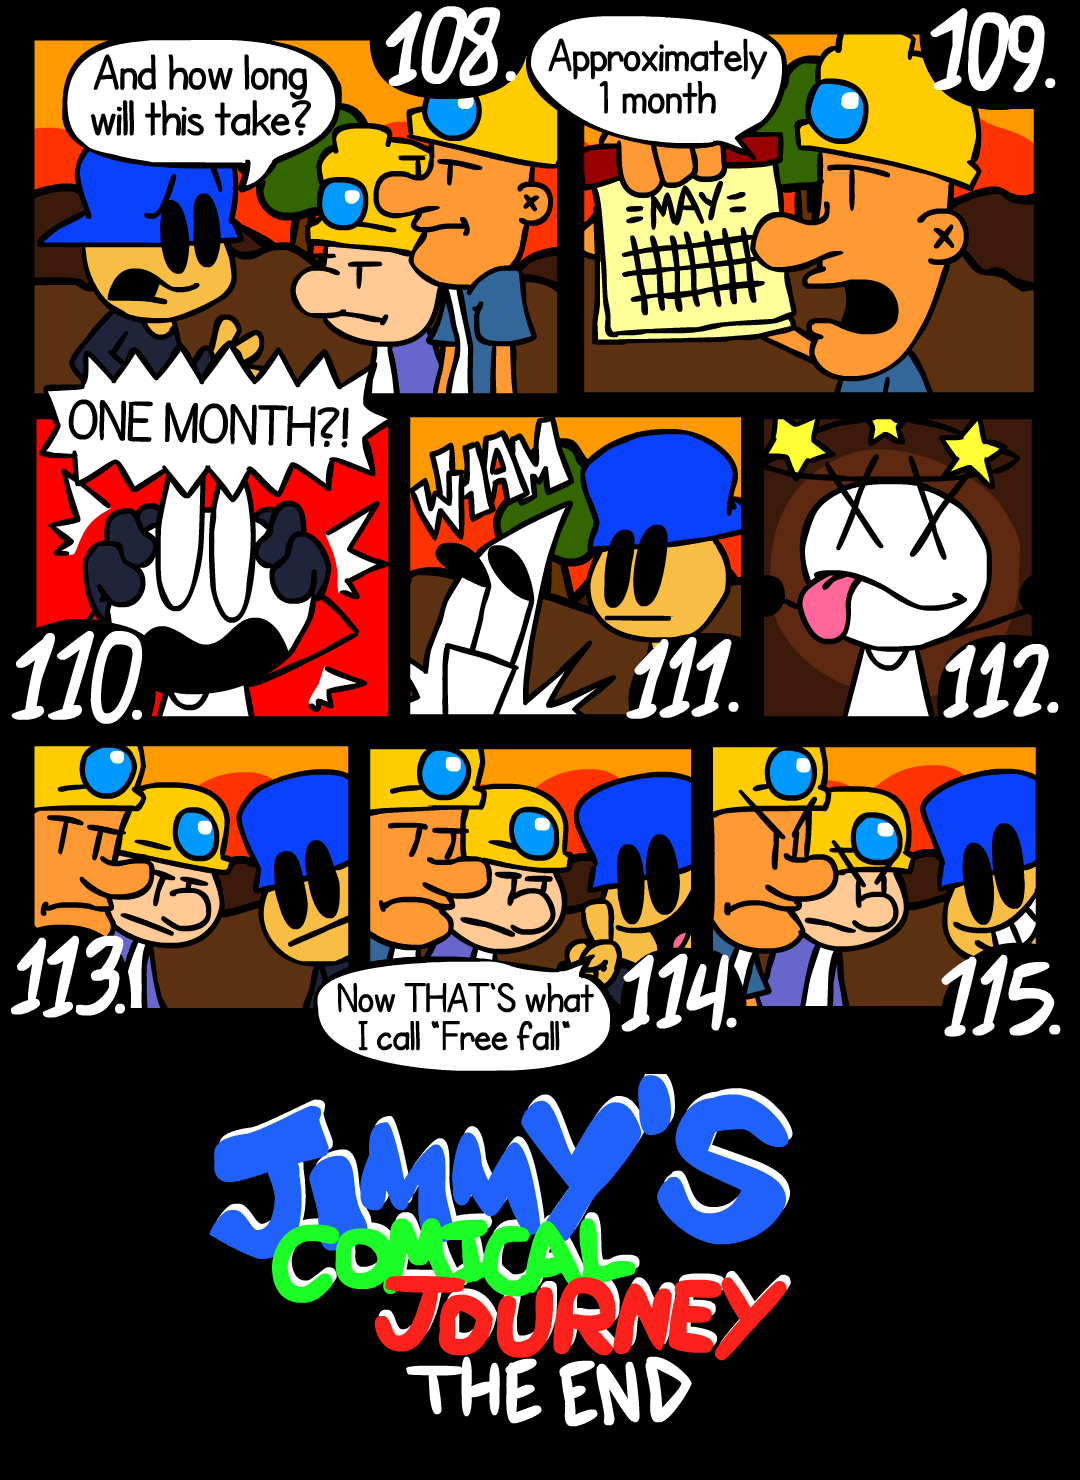 108.
And how long
will this take?
109.
Approximately
1 month
=MAY=
110.
ONE MONTH?!
111.
WHAM
112.
113.
114.
Now THAT'S what
I call "Free fall"
115.
JIMMY'S
COMICAL
JOURNEY
THE END